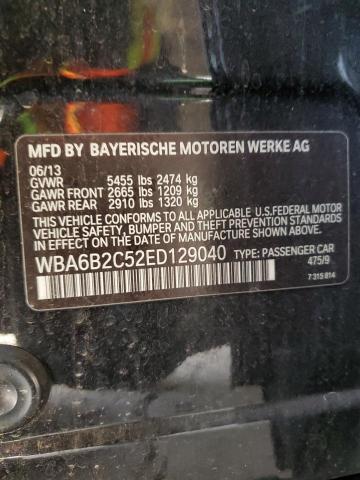 MFD BY BAYERISCHE MOTOREN WERKE AG
06/13
GVWR 5455 lbs 2474 kg
GAWR FRONT 2665 lbs 1209 kg
GAWR REAR 2910 lbs 1320 kg
THIS VEHICLE CONFORMS TO ALL APPLICABLE U.S. FEDERAL MOTOR
VEHICLE SAFETY, BUMPER AND THEFT PREVENTION STANDARDS
IN EFFECT ON THE DATE OF MANUFACTURE SHOWN ABOVE.
WBA6B2C52ED129040 TYPE: PASSENGER CAR
475/9
7 315 814